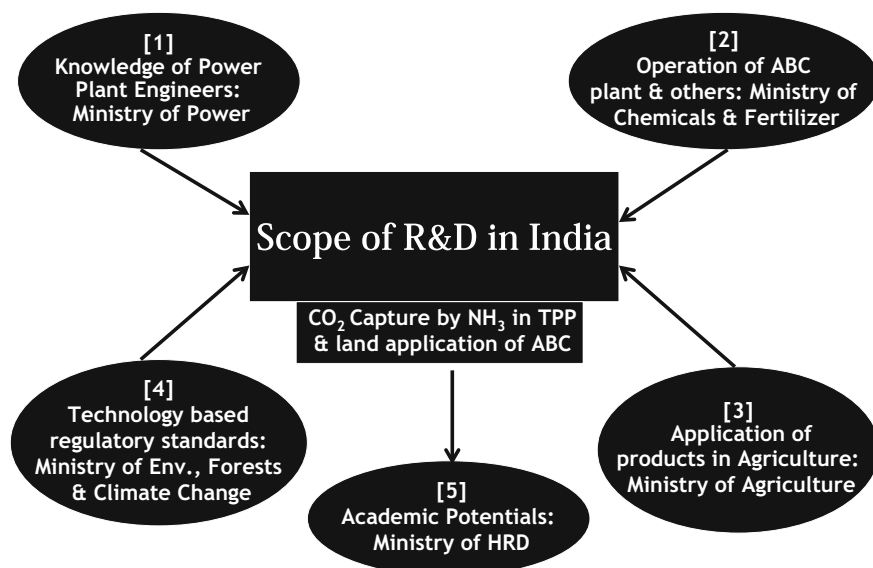 [1]
Knowledge of Power
Plant Engineers:
Ministry of Power
[2]
Operation of ABC
plant & others: Ministry of
Chemicals & Fertilizer
Scope of R&D in India
CO₂ Capture by NH₃ in TPP
& land application of ABC
[4]
Technology based
regulatory standards:
Ministry of Env., Forests
& Climate Change
[3]
Application of
products in Agriculture:
Ministry of Agriculture
[5]
Academic Potentials:
Ministry of HRD